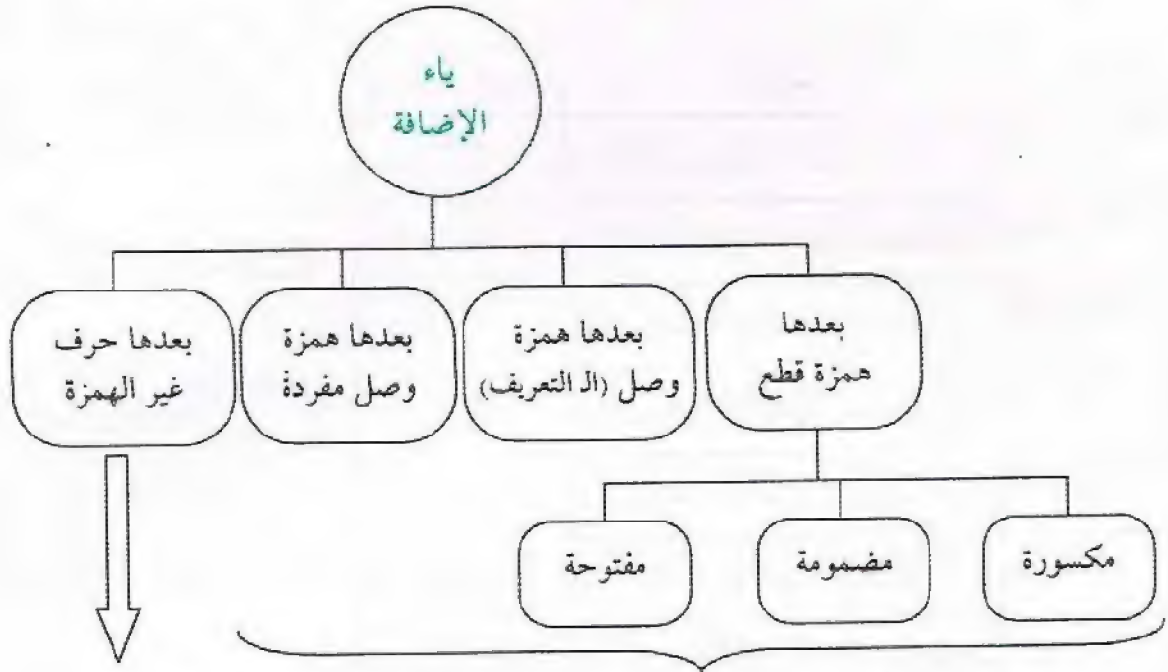 ياء
الإضافة
بعدها
همزة قطع
بعدها همزة
وصل (الـ التعريف)
بعدها همزة
وصل مفردة
بعدها حرف
غير الهمزة
مكسورة
مضمومة
مفتوحة